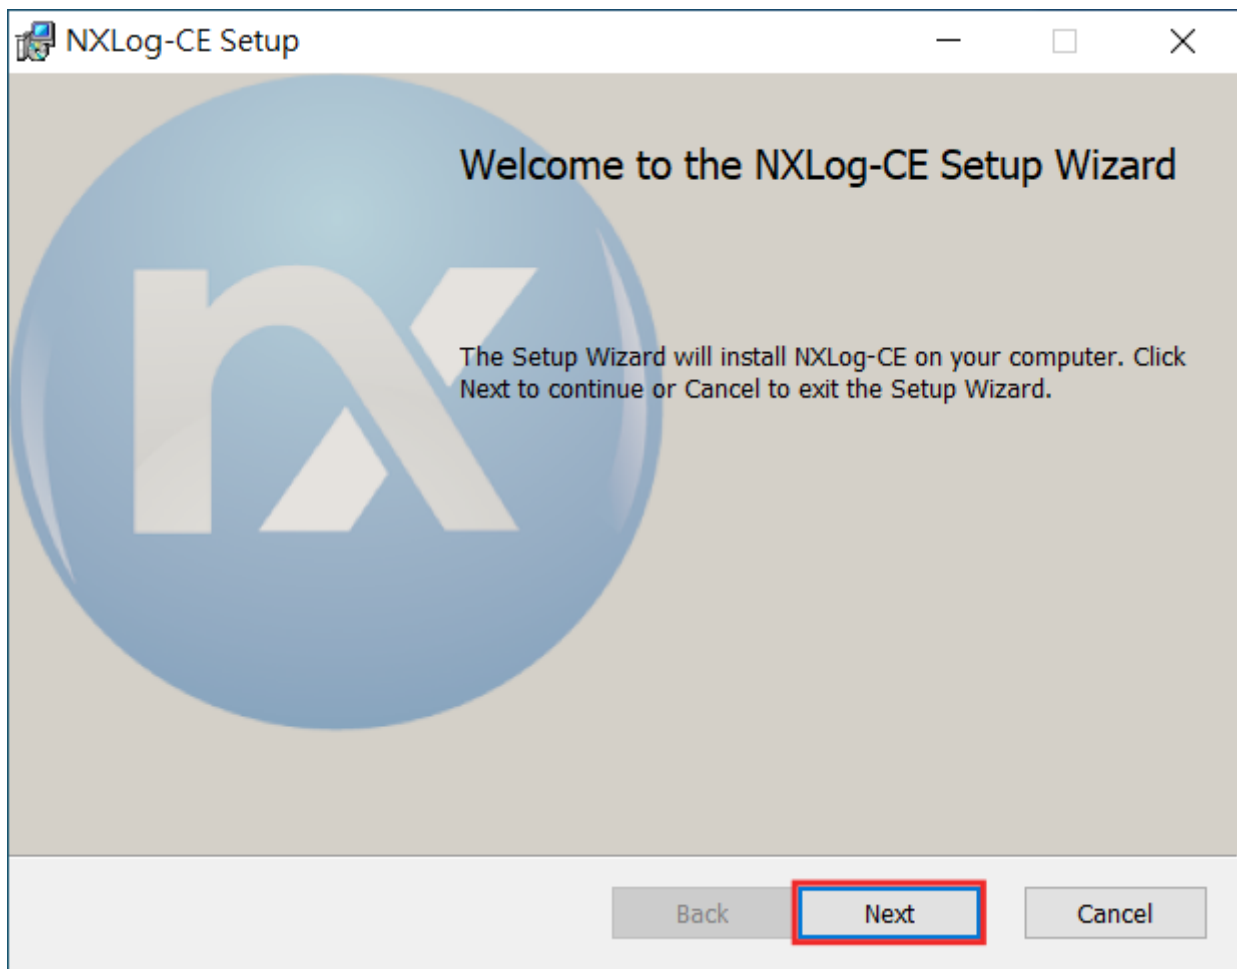 NXLog-CE Setup
Welcome to the NXLog-CE Setup Wizard
The Setup Wizard will install NXLog-CE on your computer. Click
Next to continue or Cancel to exit the Setup Wizard.
nx
Back
Next
Cancel